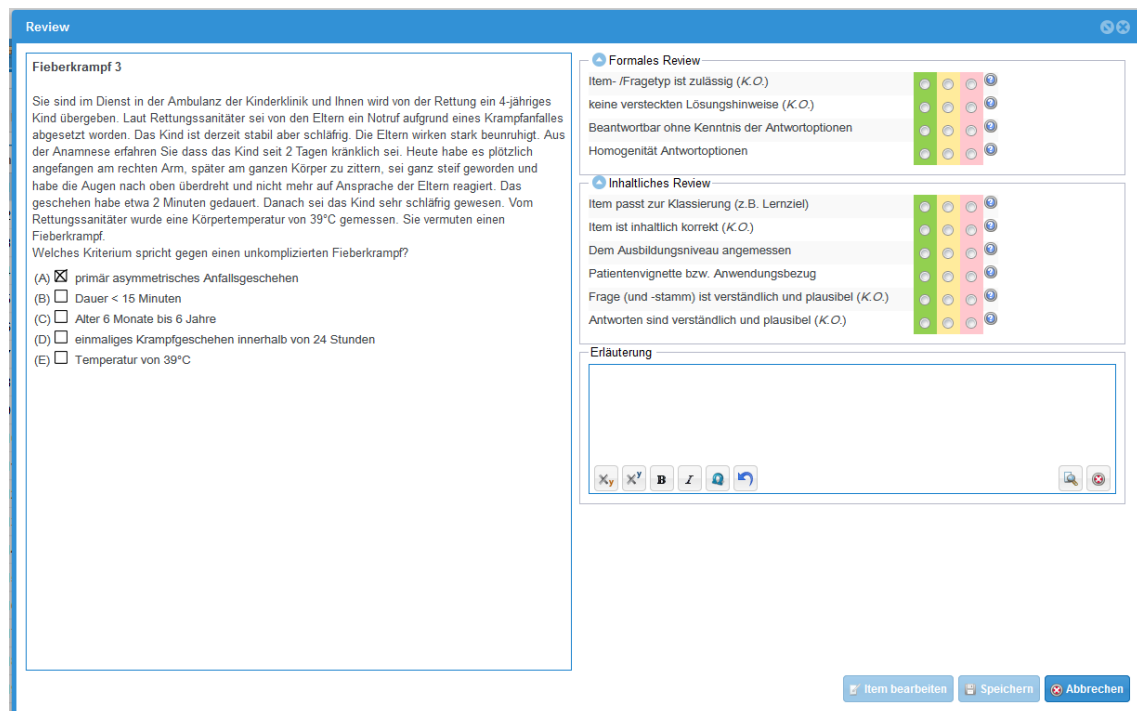 Review
Fieberkrampf 3
Sie sind im Dienst in der Ambulanz der Kinderklinik und Ihnen wird von der Rettung ein 4-jähriges
Kind übergeben. Laut Rettungssanitäter sei von den Eltern ein Notruf aufgrund eines Krampfanfalles
abgesetzt worden. Das Kind ist derzeit stabil aber schläfrig. Die Eltern wirken stark beunruhigt. Aus
der Anamnese erfahren Sie dass das Kind seit 2 Tagen kränklich sei. Heute habe es plötzlich
angefangen am rechten Arm, später am ganzen Körper zu zittern, sei ganz steif geworden und
habe die Augen nach oben überdreht und nicht mehr auf Ansprache der Eltern reagiert. Das
geschehen habe etwa 2 Minuten gedauert. Danach sei das Kind sehr schläfrig gewesen. Vom
Rettungssanitäter wurde eine Körpertemperatur von 39°C gemessen. Sie vermuten einen
Fieberkrampf.
Welches Kriterium spricht gegen einen unkomplizierten Fieberkrampf?
(A) primär asymmetrisches Anfallsgeschehen
(B) Dauer < 15 Minuten
(C) Alter 6 Monate bis 6 Jahre
(D) einmaliges Krampfgeschehen innerhalb von 24 Stunden
(E) Temperatur von 39°C
Formales Review
Item- /Fragetyp ist zulässig (K.O.)
keine versteckten Lösungshinweise (K.O.)
Beantwortbar ohne Kenntnis der Antwortoptionen
Homogenität Antwortoptionen
Inhaltliches Review
Item passt zur Klassierung (z.B. Lernziel)
Item ist inhaltlich korrekt (K.O.)
Dem Ausbildungsniveau angemessen
Patientenvignette bzw. Anwendungsbezug
Frage (und -stamm) ist verständlich und plausibel (K.O.)
Antworten sind verständlich und plausibel (K.O.)
Erläuterung
Xy Xy B I
Item bearbeiten Speichern Abbrechen